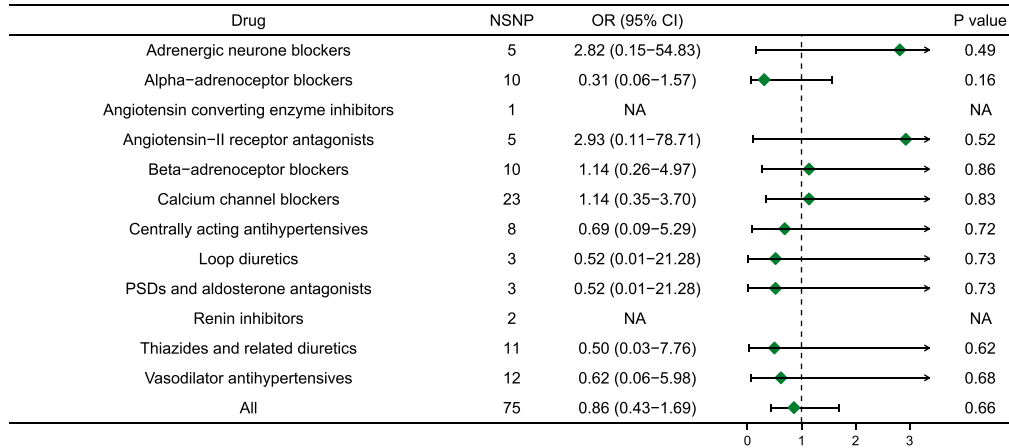 Drug NSNP OR (95% CI) P value
Adrenergic neurone blockers 5 2.82 (0.15−54.83) 0.49
Alpha−adrenoceptor blockers 10 0.31 (0.06−1.57) 0.16
Angiotensin converting enzyme inhibitors 1 NA NA
Angiotensin−II receptor antagonists 5 2.93 (0.11−78.71) 0.52
Beta−adrenoceptor blockers 10 1.14 (0.26−4.97) 0.86
Calcium channel blockers 23 1.14 (0.35−3.70) 0.83
Centrally acting antihypertensives 8 0.69 (0.09−5.29) 0.72
Loop diuretics 3 0.52 (0.01−21.28) 0.73
PSDs and aldosterone antagonists 3 0.52 (0.01−21.28) 0.73
Renin inhibitors 2 NA NA
Thiazides and related diuretics 11 0.50 (0.03−7.76) 0.62
Vasodilator antihypertensives 12 0.62 (0.06−5.98) 0.68
All 75 0.86 (0.43−1.69) 0.66
0 1 2 3